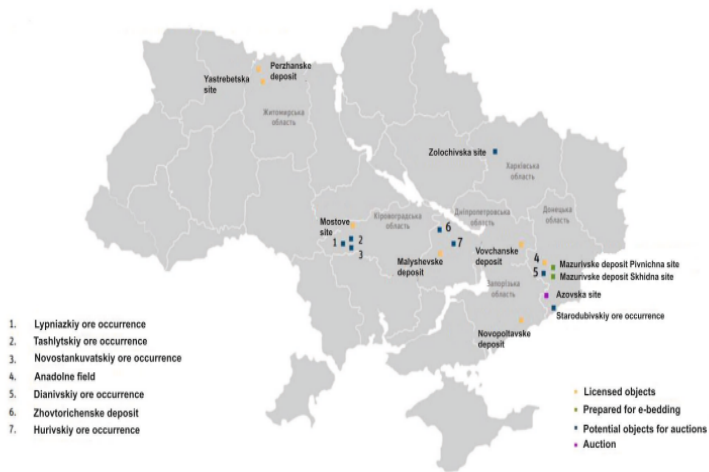 Perzhanske
deposit
Yastrebetska
site
Житомирська
область
Zolochivska site
Харківська
область
Mostove
site
Кіровоградська
область
Дніпропетровська
область
Донецька
область
1
2
3
6
7
Malyshevske
deposit
Vovchanske
deposit
4
5
Mazurivske deposit Pivnichna site
Mazurivske deposit Skhidna site
Запорізька
область
Azovska site
Starodubivskiy ore occurrence
Novopoltavske
deposit
1. Lypniazkiy ore occurrence
2. Tashlytskiy ore occurrence
3. Novostankuvatskiy ore occurrence
4. Anadolne field
5. Dianivskiy ore occurrence
6. Zhovtorichenske deposit
7. Hurivskiy ore occurrence
Licensed objects
Prepared for e-bedding
Potential objects for auctions
Auction